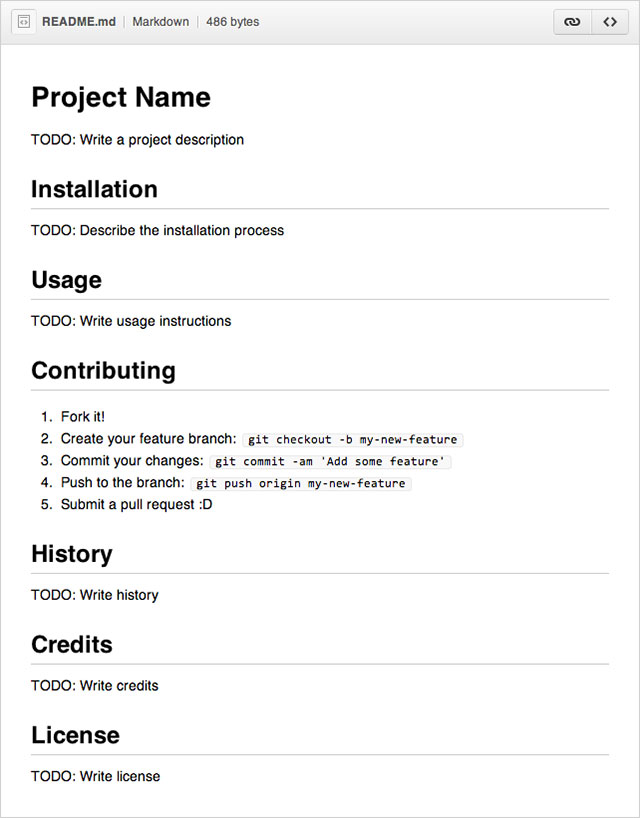 README.md | Markdown | 486 bytes
Project Name
TODO: Write a project description
Installation
TODO: Describe the installation process
Usage
TODO: Write usage instructions
Contributing
1. Fork it!
2. Create your feature branch: git checkout -b my-new-feature
3. Commit your changes: git commit -am 'Add some feature'
4. Push to the branch: git push origin my-new-feature
5. Submit a pull request :D
History
TODO: Write history
Credits
TODO: Write credits
License
TODO: Write license